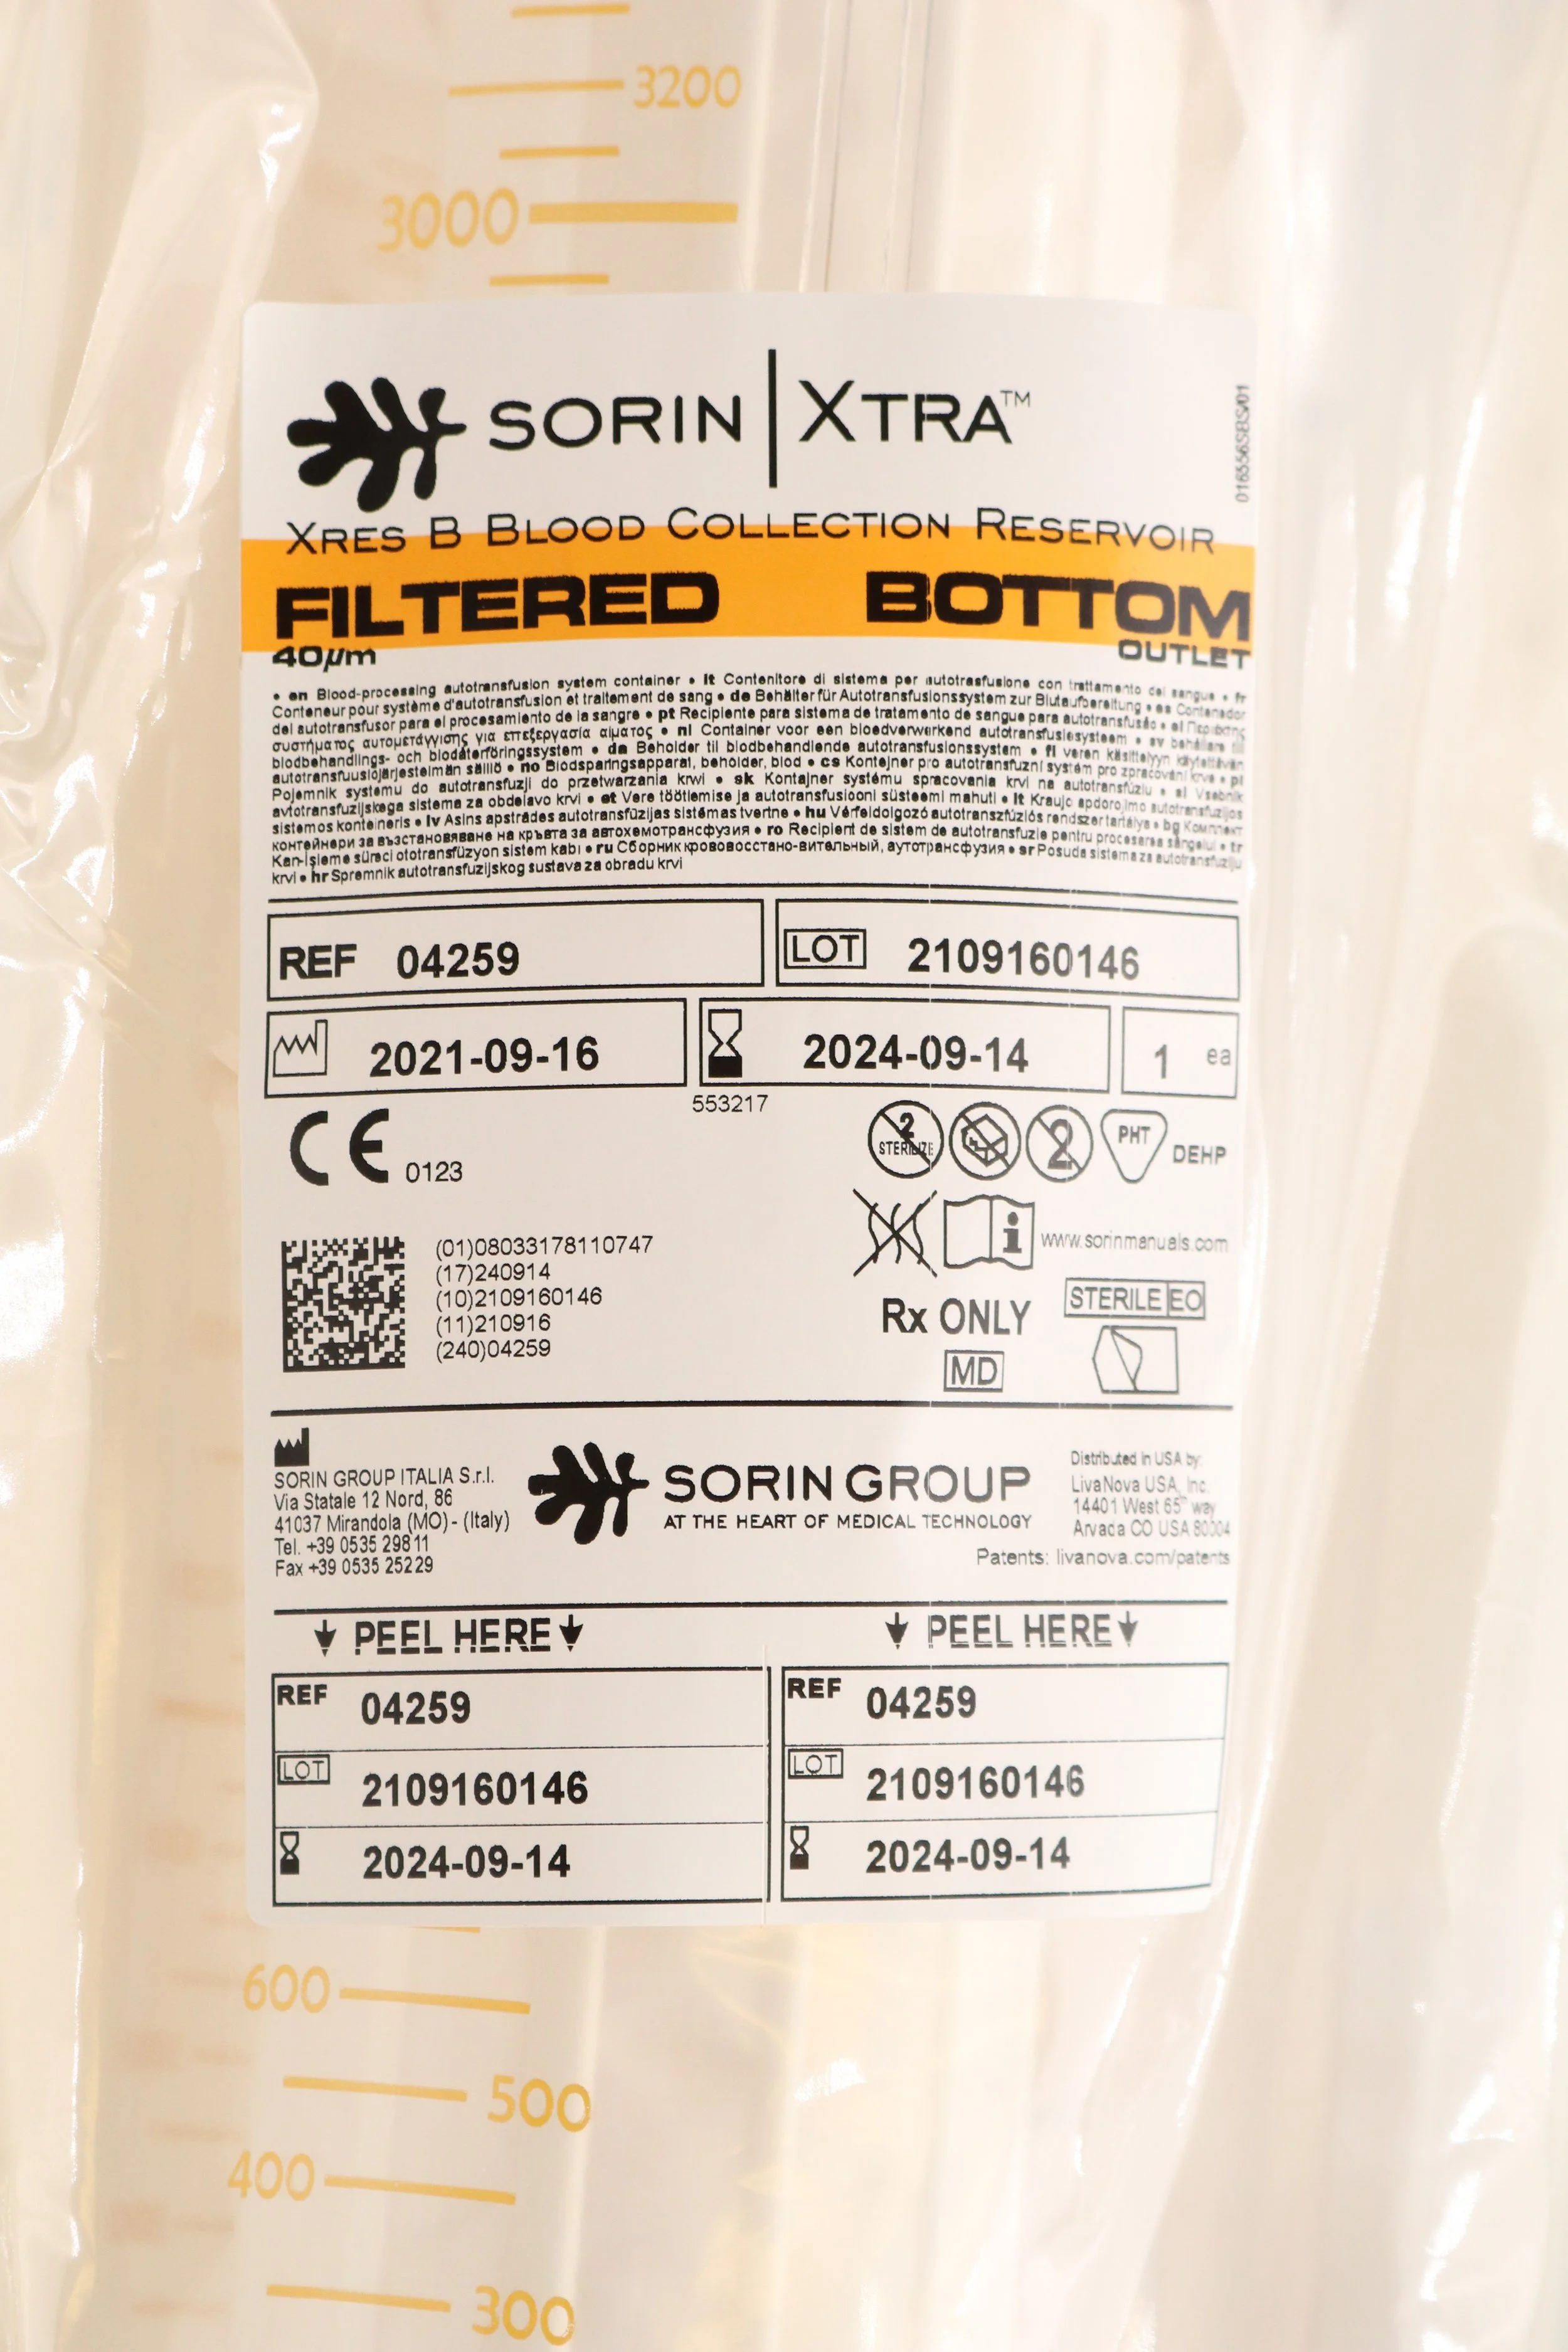 3200
3000
SORIN | XTRA™
016556SBS/01
XRES B BLOOD COLLECTION RESERVOIR
FILTERED BOTTOM
40µm OUTLET
• en Blood-processing autotransfusion system container • it Contenitore di sistema per autotrasfusione con trattamento del sangue • fr
Conteneur pour système d'autotransfusion et traitement de sang • de Behälter für Autotransfusionssystem zur Blutaufbereitung • es Contenedor
del autotransfusor para el procesamiento de la sangre • pt Recipiente para sistema de tratamento de sangue para autotransfusão • el Περιέκτης
συστήματος αυτομετάγγισης για επεξεργασία αίματος • nl Container voor een bloedverwerkend autotransfusiesysteem • sv behållare till
blodbehandlings- och blodåterföringssystem • da Beholder til blodbehandlende autotransfusionssystem • fi veren käsittelyyn käytettävän
autotransfuusiojärjestelmän säiliö • no Blodsparingsapparat, beholder, blod • cs Kontejner pro autotransfuzní systém pro zpracování krve • pl
Pojemnik systemu do autotransfuzji do przetwarzania krwi • sk Kontajner systému spracovania krvi na autotransfúziu • sl Vsebnik
avtotransfuzijskega sistema za obdelavo krvi • et Vere töötlemise ja autotransfusiooni süsteemi mahuti • lt Kraujo apdorojimo autotransfuzijos
sistemos konteineris • lv Asins apstrādes autotransfūzijas sistēmas tvertne • hu Vérfeldolgozó autotranszfúziós rendszer tartálya • bg Комплект
контейнери за възстановяване на кръвта за автохемотрансфузия • ro Recipient de sistem de autotransfuzie pentru procesarea sângelui • tr
Kan-işleme süreci ototransfüzyon sistem kabı • ru Сборник крововосстано-вительный, аутотрансфузия • sr Posuda sistema za autotransfuziju
krvi • hr Spremnik autotransfuzijskog sustava za obradu krvi
REF 04259
LOT 2109160146
2021-09-16
2024-09-14
1 ea
553217
CE 0123
2 STERILIZE
2
PHT DEHP
i www.sorinmanuals.com
(01)08033178110747
(17)240914
(10)2109160146
(11)210916
(240)04259
Rx ONLY
STERILE EO
MD
SORIN GROUP ITALIA S.r.l.
Via Statale 12 Nord, 86
41037 Mirandola (MO) - (Italy)
Tel. +39 0535 29811
Fax +39 0535 25229
SORIN GROUP
AT THE HEART OF MEDICAL TECHNOLOGY
Distributed in USA by:
LivaNova USA, Inc.
14401 West 65th way
Arvada CO USA 80004
Patents: livanova.com/patents
PEEL HERE
PEEL HERE
REF 04259
LOT 2109160146
2024-09-14
REF 04259
LOT 2109160146
2024-09-14
600
500
400
300